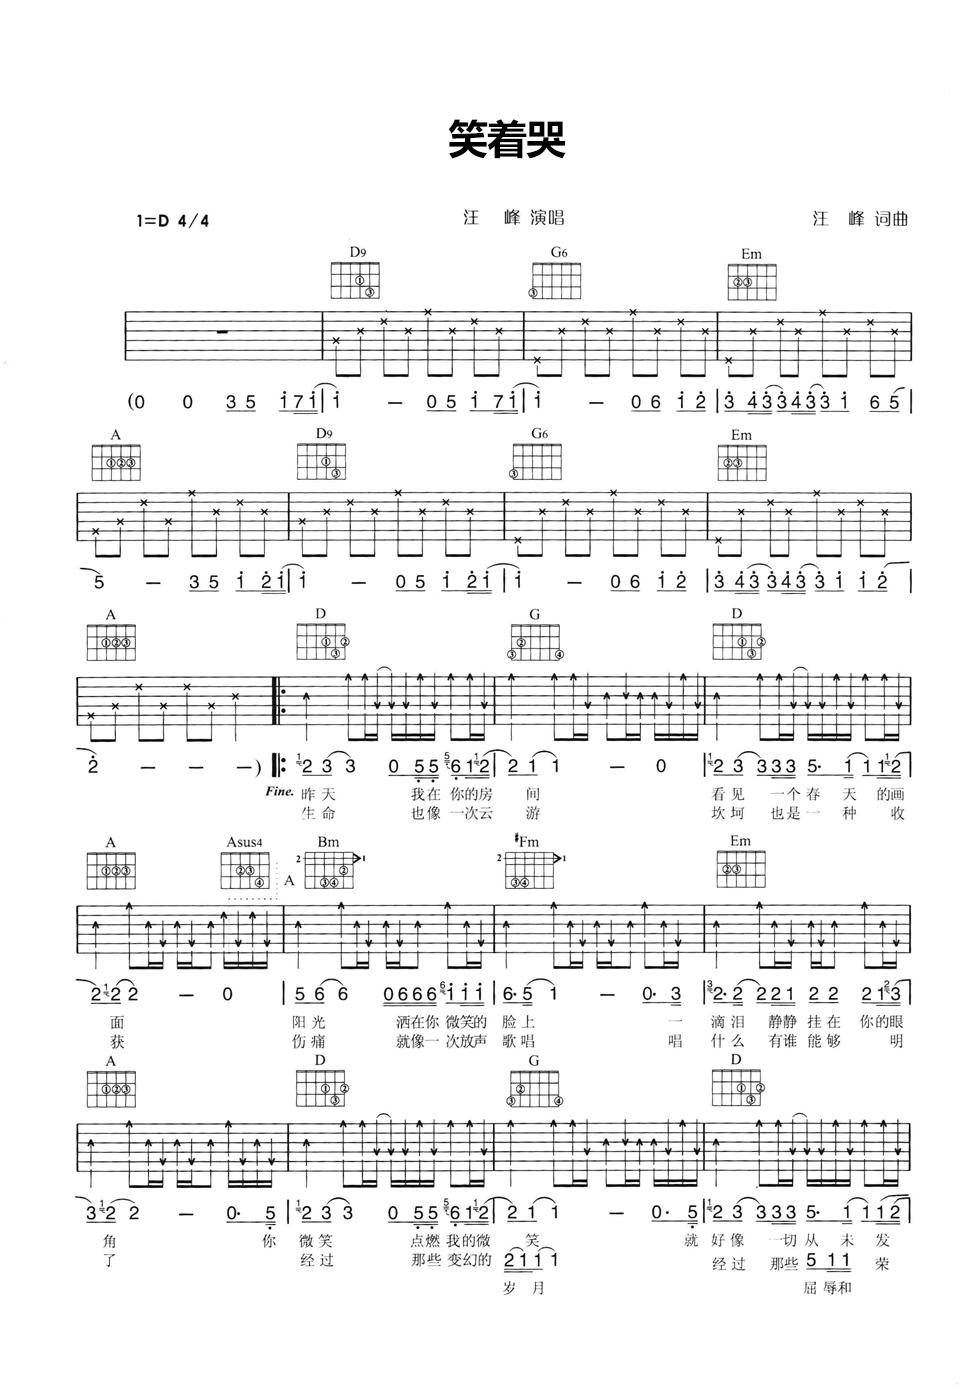 笑着哭
1=D 4/4 汪 峰 演唱 汪 峰 词曲
D9 G6 Em
(0 0 3 5 i 7 i | i — 0 5 i 7 i | i — 0 6 i 2 | 3 4 3 3 4 3 3 i 6 5
A D9 G6 Em
5 — 3 5 i 2 i | i — 0 5 i 2 i | i — 0 6 i 2 | 3 4 3 3 4 3 3 i i 2
A D G D
2 — — —) 2 3 3 0 5 5 6 1 2 | 2 1 1 — 0 | 2 3 3 3 3 5· 1 1 1 2
Fine. 昨天 我在 你的房 间 看见 一个春 天 的画
生命 也像 一次云 游 坎坷 也是一 种 收
A Asus4 A Bm #Fm Em
2 2 2 — 0 | 5 6 6 0 6 6 6 i i i | 6· 5 1 — 0· 3 | 2· 2 2 2 1 2 2 2 1 3
面 阳光 洒在你 微笑的 脸上 一 滴泪 静静 挂在 你的眼
获 伤痛 就像一 次放声 歌唱 唱 什么 有谁 能够 明
A D G D
3 2 2 — 0· 5 | 2 3 3 0 5 5 6 1 2 | 2 1 1 — 0· 5 | 2 3 3 3 3 5· 1 1 1 2
角 你 微笑 点燃 我的微 笑 就 好像 一切从 未 发
了 经过 那些 变幻的 2 1 1 1 经过 那些 5 1 1 荣
岁 月 屈辱和